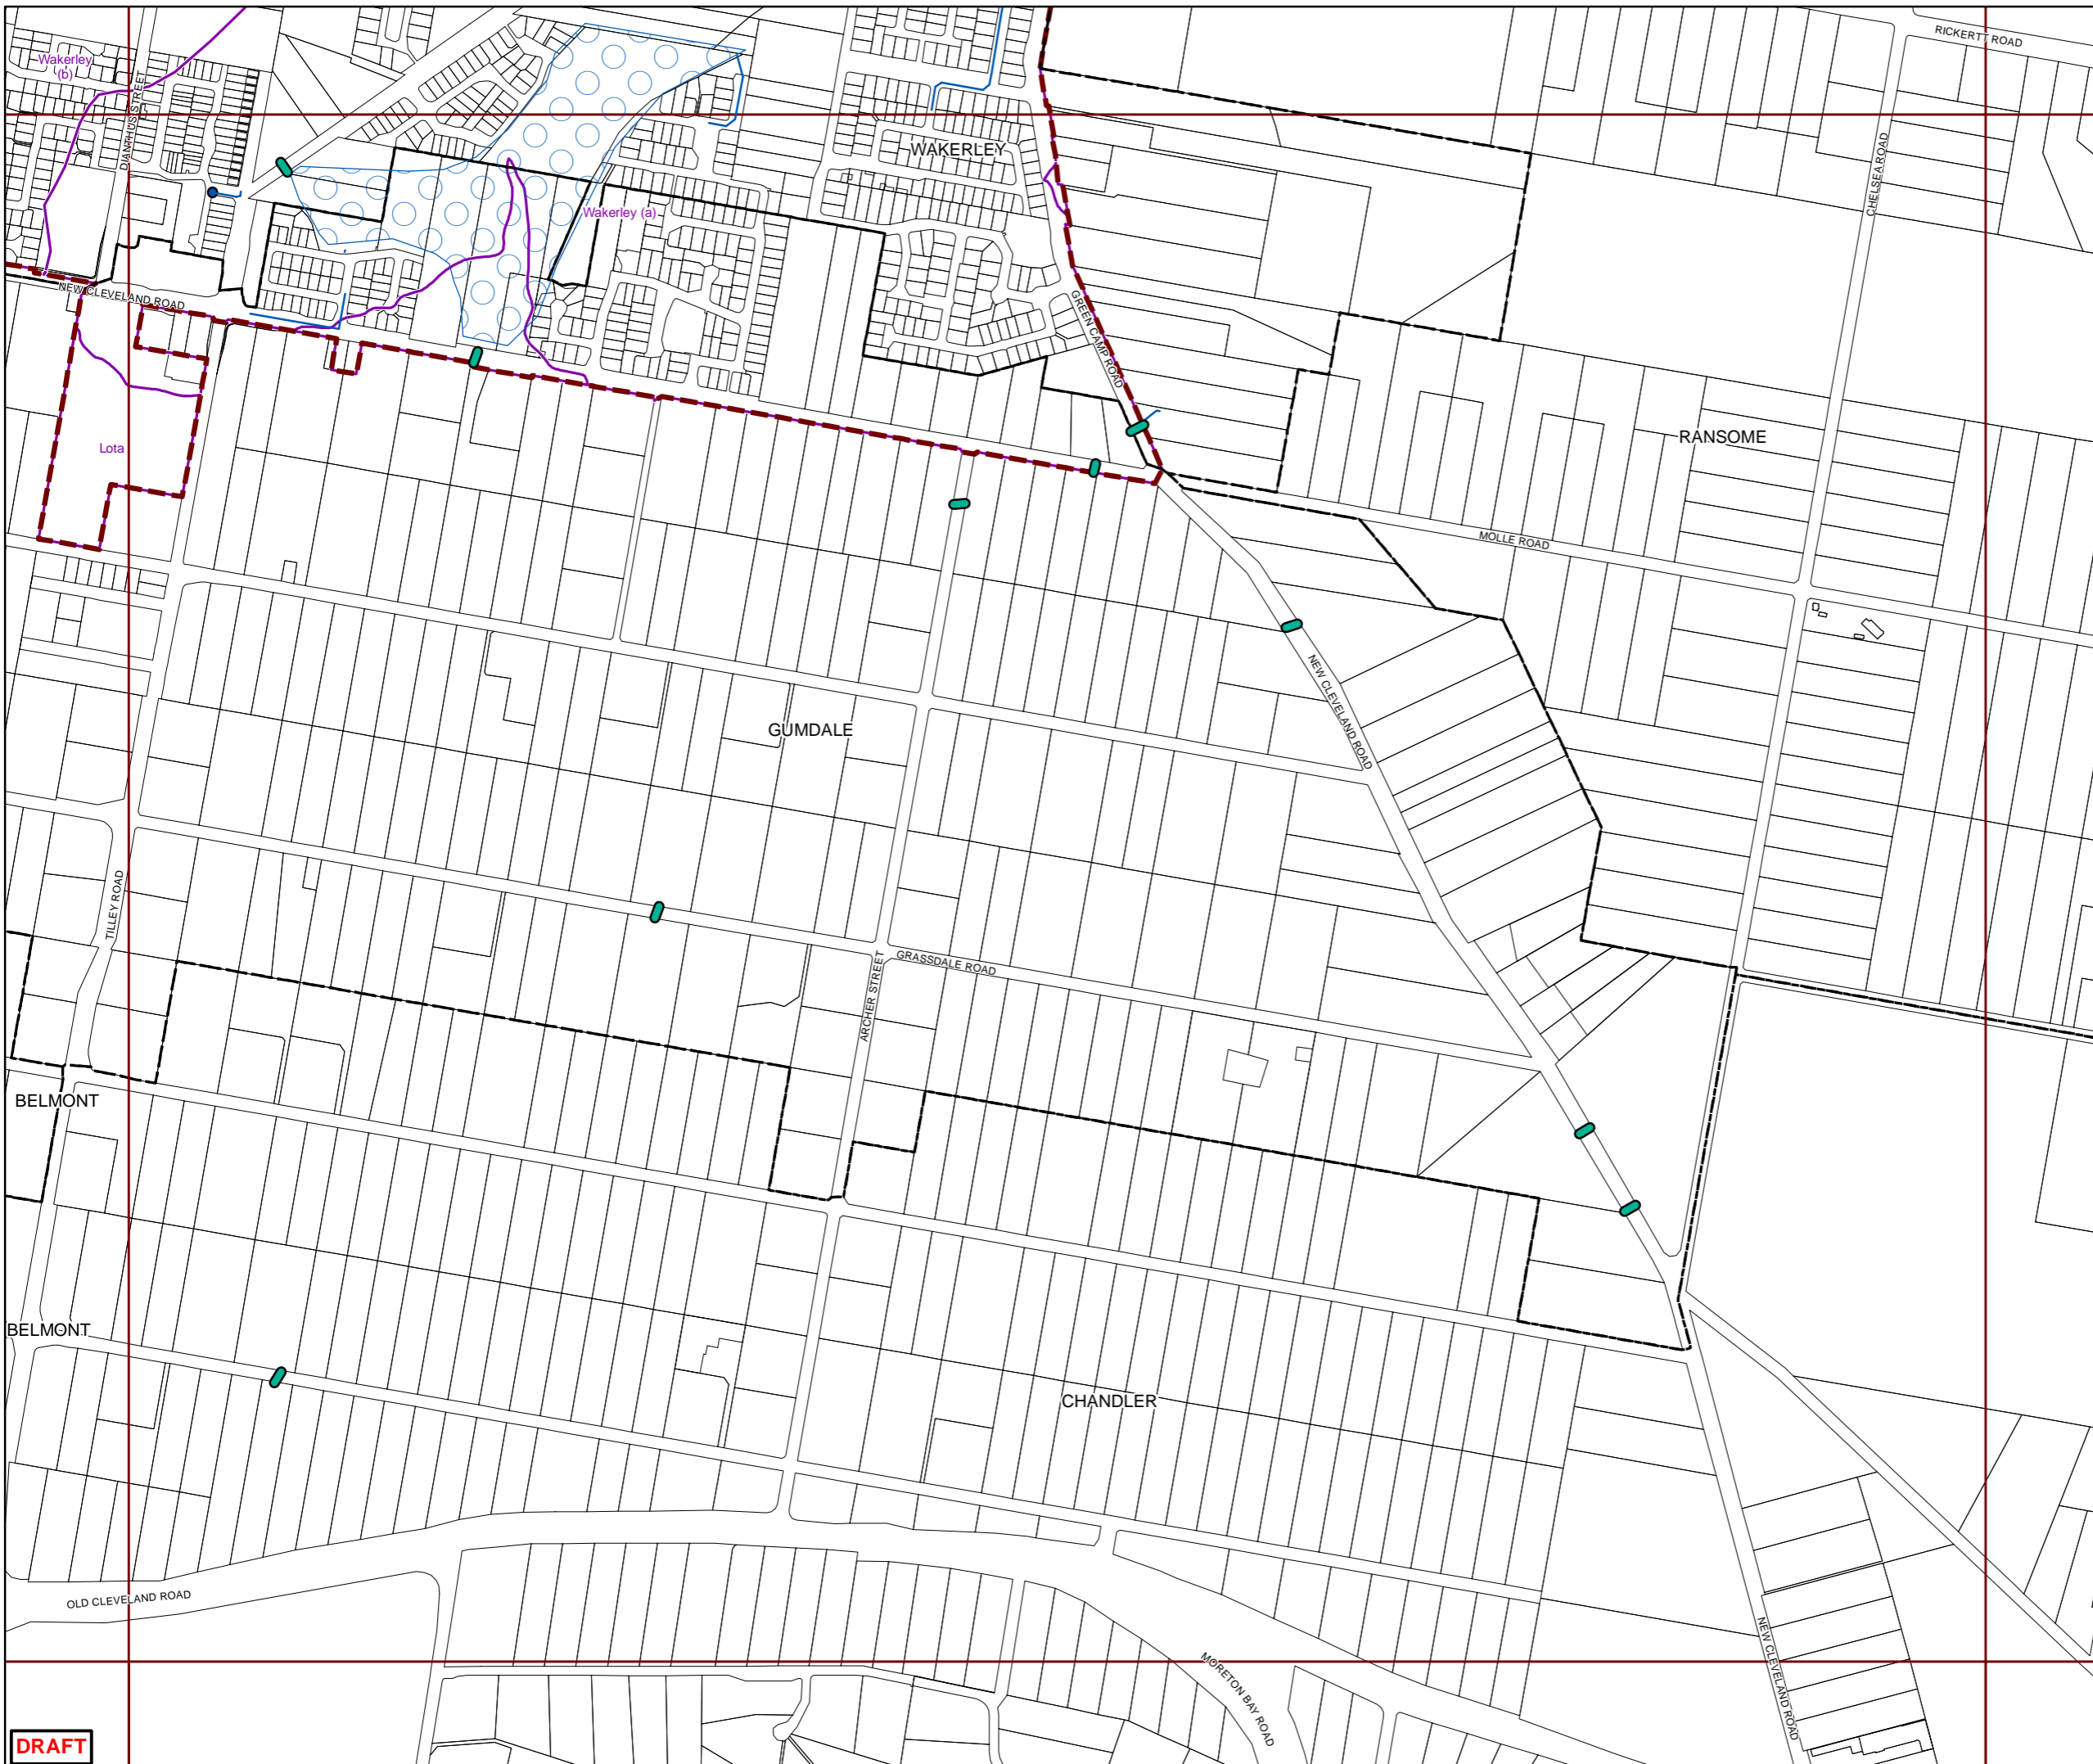 RICKERTT ROAD
Wakerley
(b)
DIANTHUS STREET
WAKERLEY
CHELSEA ROAD
Wakerley (a)
NEW CLEVELAND ROAD
GREEN CAMP ROAD
RANSOME
Lota
MOLLE ROAD
NEW CLEVELAND ROAD
GUMDALE
TILLEY ROAD
GRASSDALE ROAD
ARCHER STREET
BELMONT
BELMONT
CHANDLER
OLD CLEVELAND ROAD
MORETON BAY ROAD
NEW CLEVELAND ROAD
DRAFT